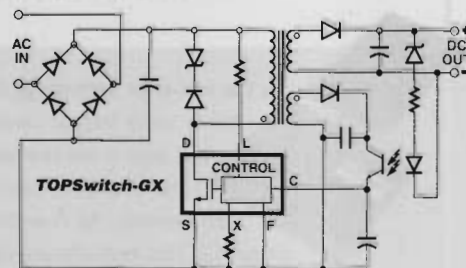 AC
IN
+
DC
OUT
-
D
L
CONTROL
C
TOPSwitch-GX
S
X
F